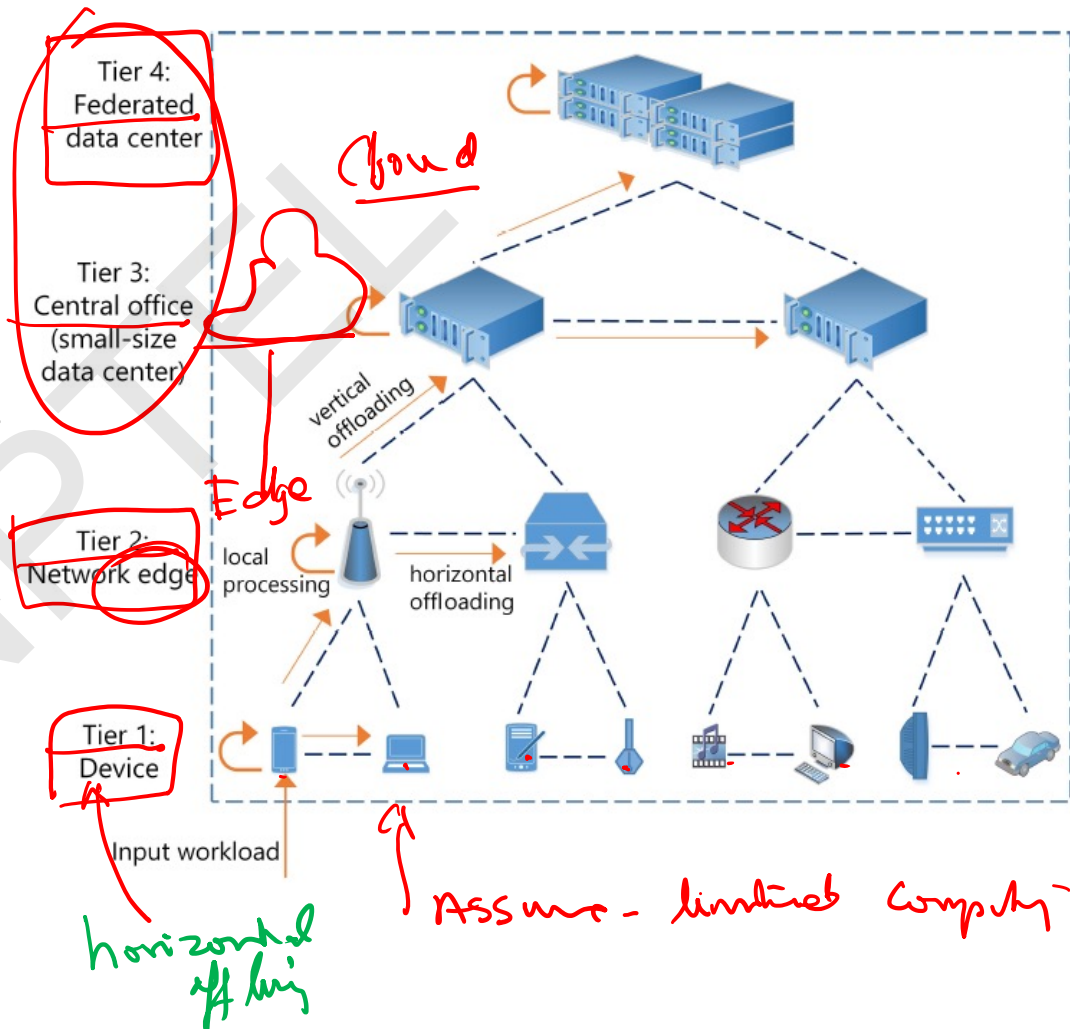 Tier 4:
Federated
data center
Cloud
Tier 3:
Central office
(small-size
data center)
vertical
offloading
Edge
Tier 2:
Network edge
local
processing
horizontal
offloading
Tier 1:
Device
Input workload
Assume - limited
horizontal
NPTEL